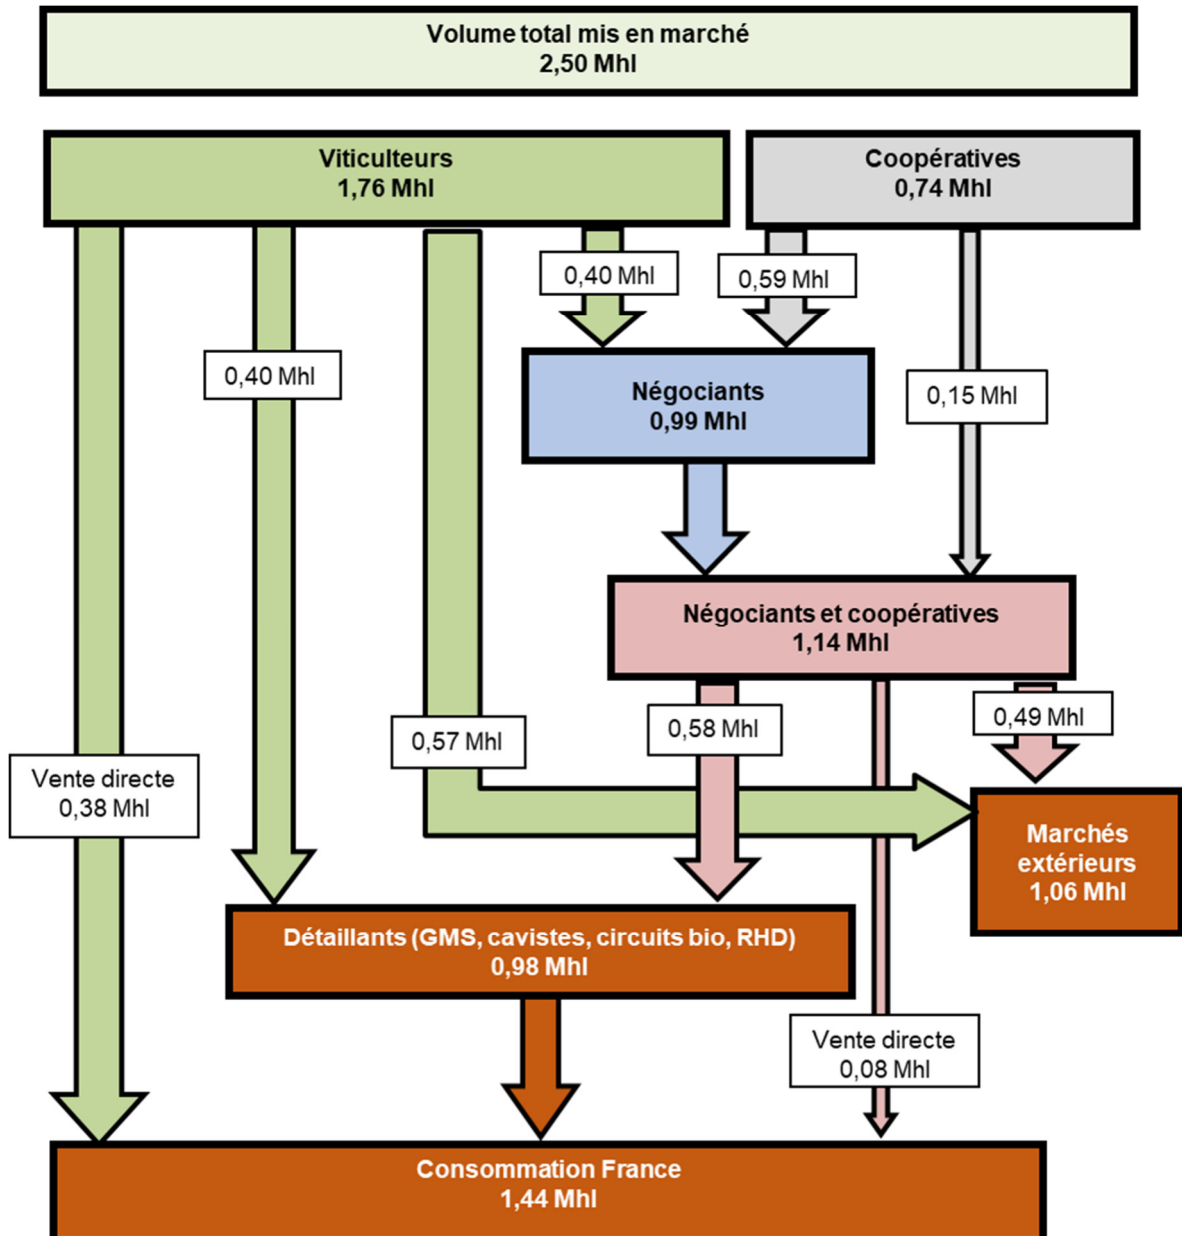 Volume total mis en marché
2,50 Mhl
Viticulteurs
1,76 Mhl
Coopératives
0,74 Mhl
0,40 Mhl
0,59 Mhl
0,40 Mhl
Négociants
0,99 Mhl
0,15 Mhl
Négociants et coopératives
1,14 Mhl
0,57 Mhl
0,58 Mhl
0,49 Mhl
Vente directe
0,38 Mhl
Marchés
extérieurs
1,06 Mhl
Détaillants (GMS, cavistes, circuits bio, RHD)
0,98 Mhl
Vente directe
0,08 Mhl
Consommation France
1,44 Mhl